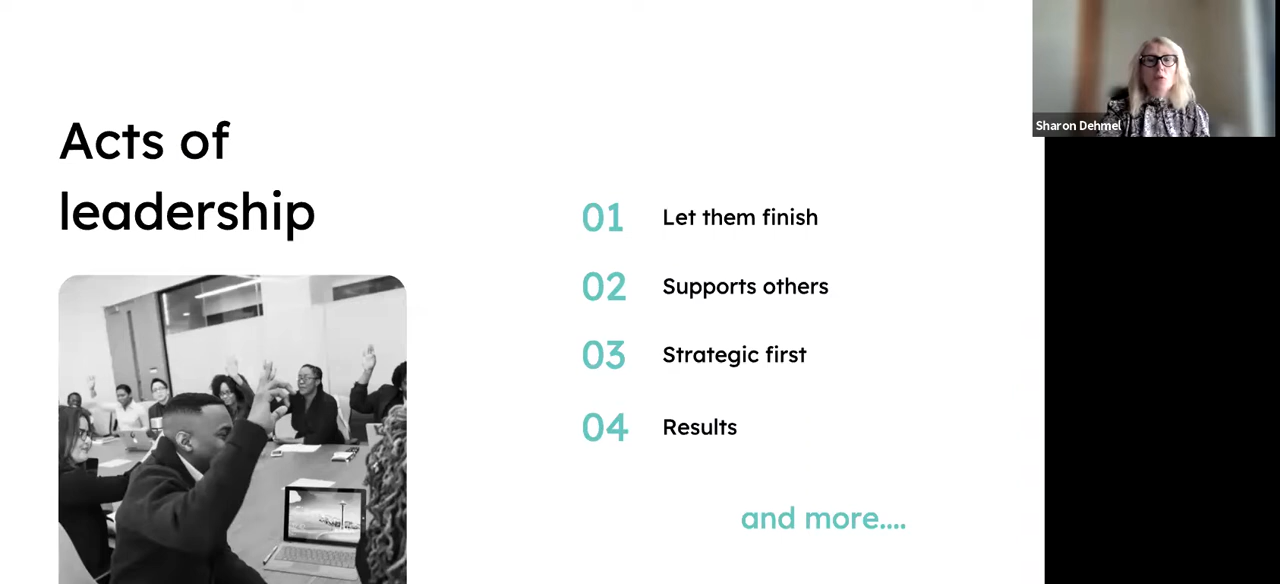 Acts of
leadership
01 Let them finish
02 Supports others
03 Strategic first
04 Results
and more....
Sharon Dehmel